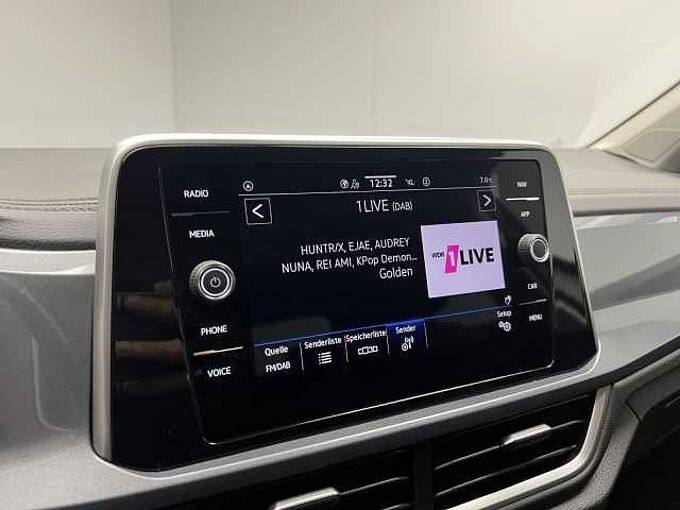 RADIO
MEDIA
PHONE
VOICE
12:32
1LIVE (DAB)
HUNTR/X, EJAE, AUDREY
NUNA, REI AMI, KPop Demon...
Golden
WDR 1LIVE
Quelle
FM/DAB
Senderliste
Speicherliste
Sender
Setup
NAV
APP
CAR
MENU